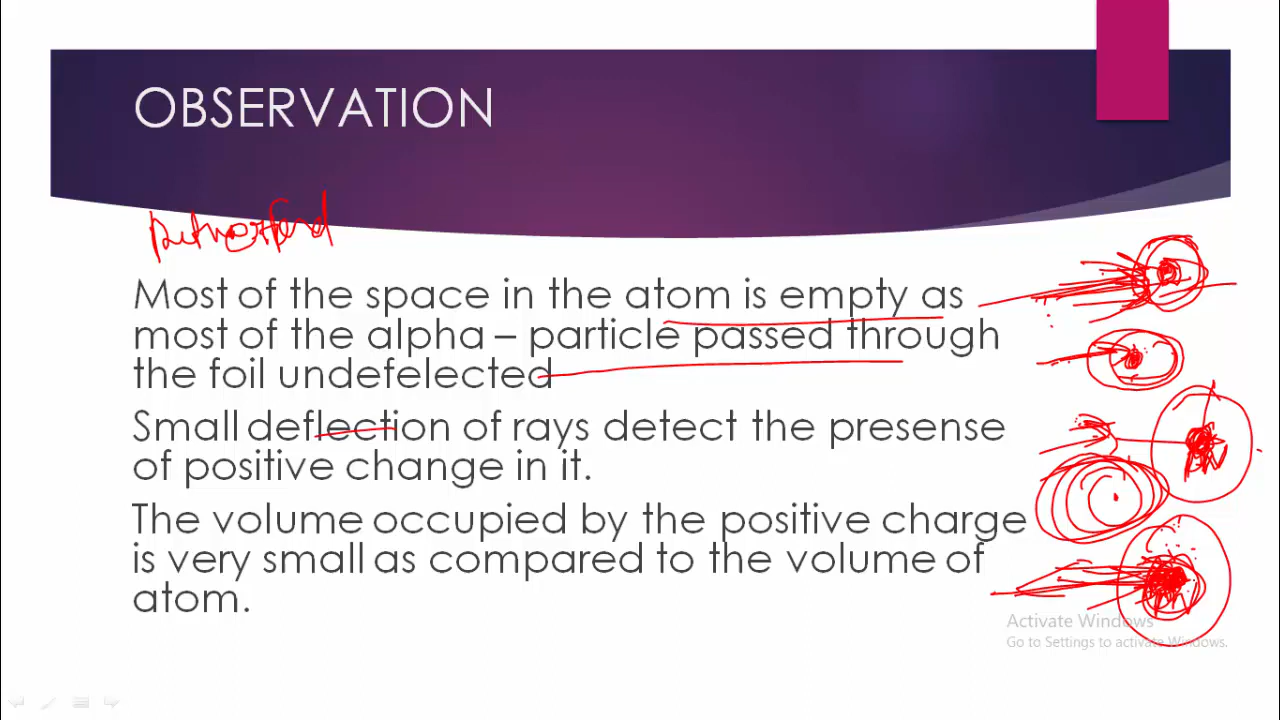 OBSERVATION
Rutherford
Most of the space in the atom is empty as
most of the alpha – particle passed through
the foil undefelected
Small deflection of rays detect the presense
of positive change in it.
The volume occupied by the positive charge
is very small as compared to the volume of
atom.
Activate Windows
Go to Settings to activate Windows.